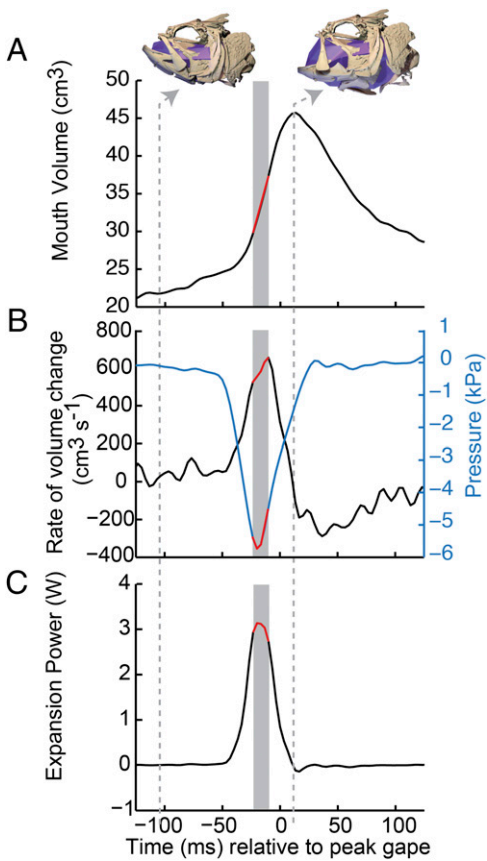 A
Mouth Volume (cm³)
50
45
40
35
30
25
20
B
Rate of volume change
(cm³ s⁻¹)
800
600
400
200
0
−200
−400
1
0
−1
−2
−3
−4
−5
−6
Pressure (kPa)
C
Expansion Power (W)
4
3
2
1
0
−1
−100 −50 0 50 100
Time (ms) relative to peak gape